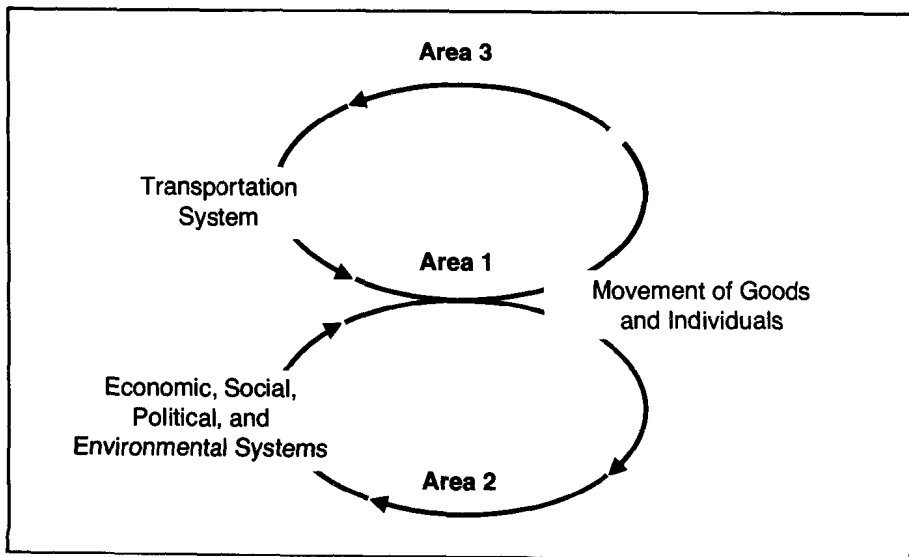 Area 3
Transportation
System
Area 1
Movement of Goods
and Individuals
Economic, Social,
Political, and
Environmental Systems
Area 2